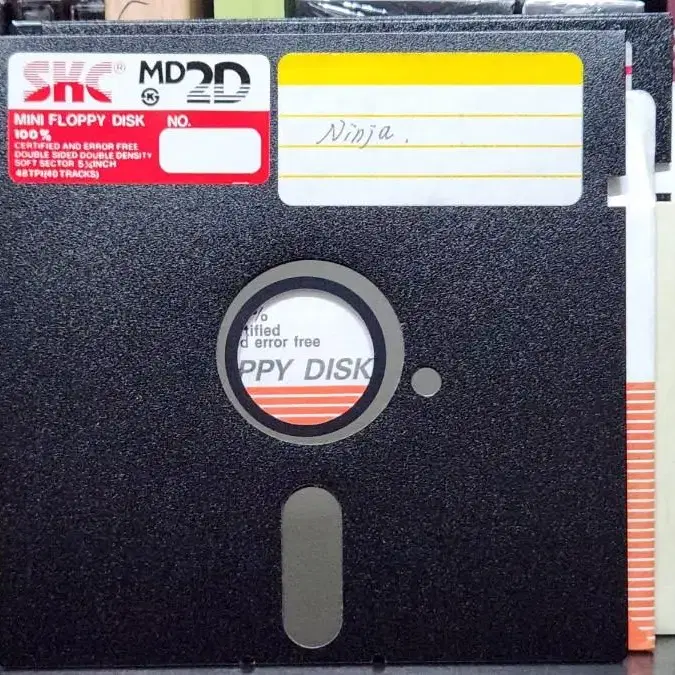 SKC® MD2D
MINI FLOPPY DISK NO.
100%
CERTIFIED AND ERROR FREE
DOUBLE SIDED DOUBLE DENSITY
SOFT SECTOR 5¼INCH
48TPI(40 TRACKS)
Ninja.
%
tified
d error free
PPY DISK